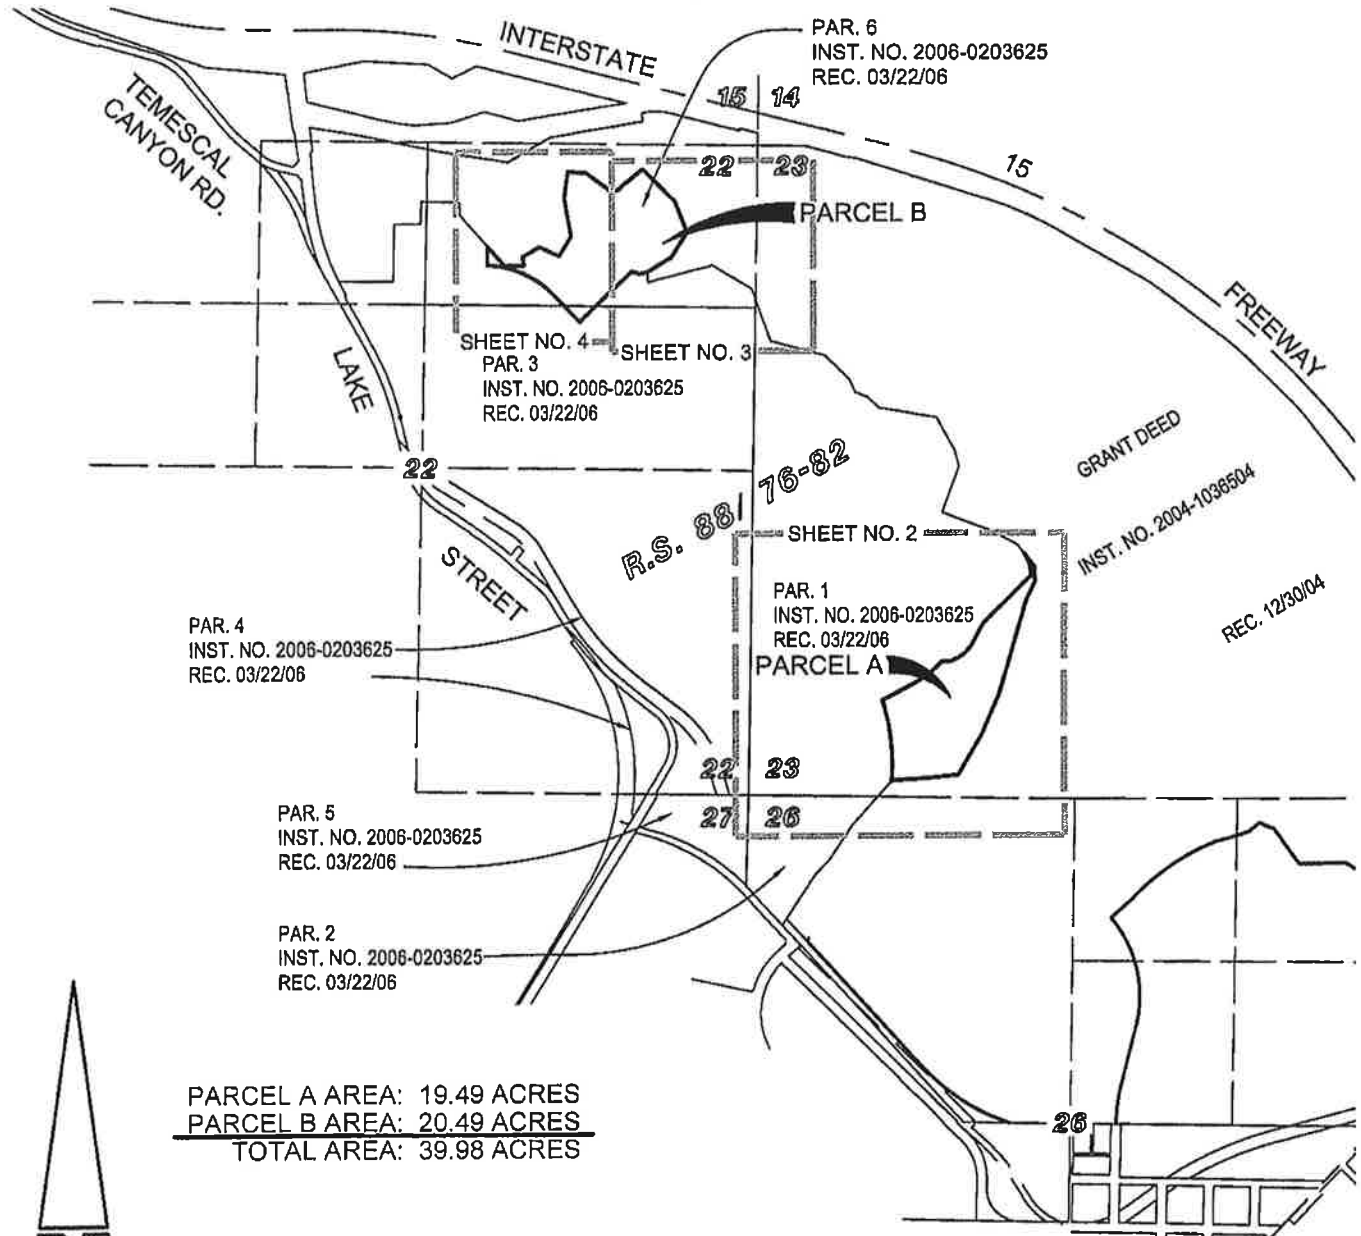 PAR. 6
INST. NO. 2006-0203625
REC. 03/22/06
INTERSTATE
15 14
15
TEMESCAL
CANYON RD.
22 23
PARCEL B
FREEWAY
SHEET NO. 4
SHEET NO. 3
PAR. 3
INST. NO. 2006-0203625
REC. 03/22/06
LAKE
22
R.S. 88 76-82
GRANT DEED
INST. NO. 2004-1036504
REC. 12/30/04
SHEET NO. 2
STREET
PAR. 1
INST. NO. 2006-0203625
REC. 03/22/06
PARCEL A
PAR. 4
INST. NO. 2006-0203625
REC. 03/22/06
22 23
27 26
PAR. 5
INST. NO. 2006-0203625
REC. 03/22/06
PAR. 2
INST. NO. 2006-0203625
REC. 03/22/06
PARCEL A AREA: 19.49 ACRES
PARCEL B AREA: 20.49 ACRES
TOTAL AREA: 39.98 ACRES
26